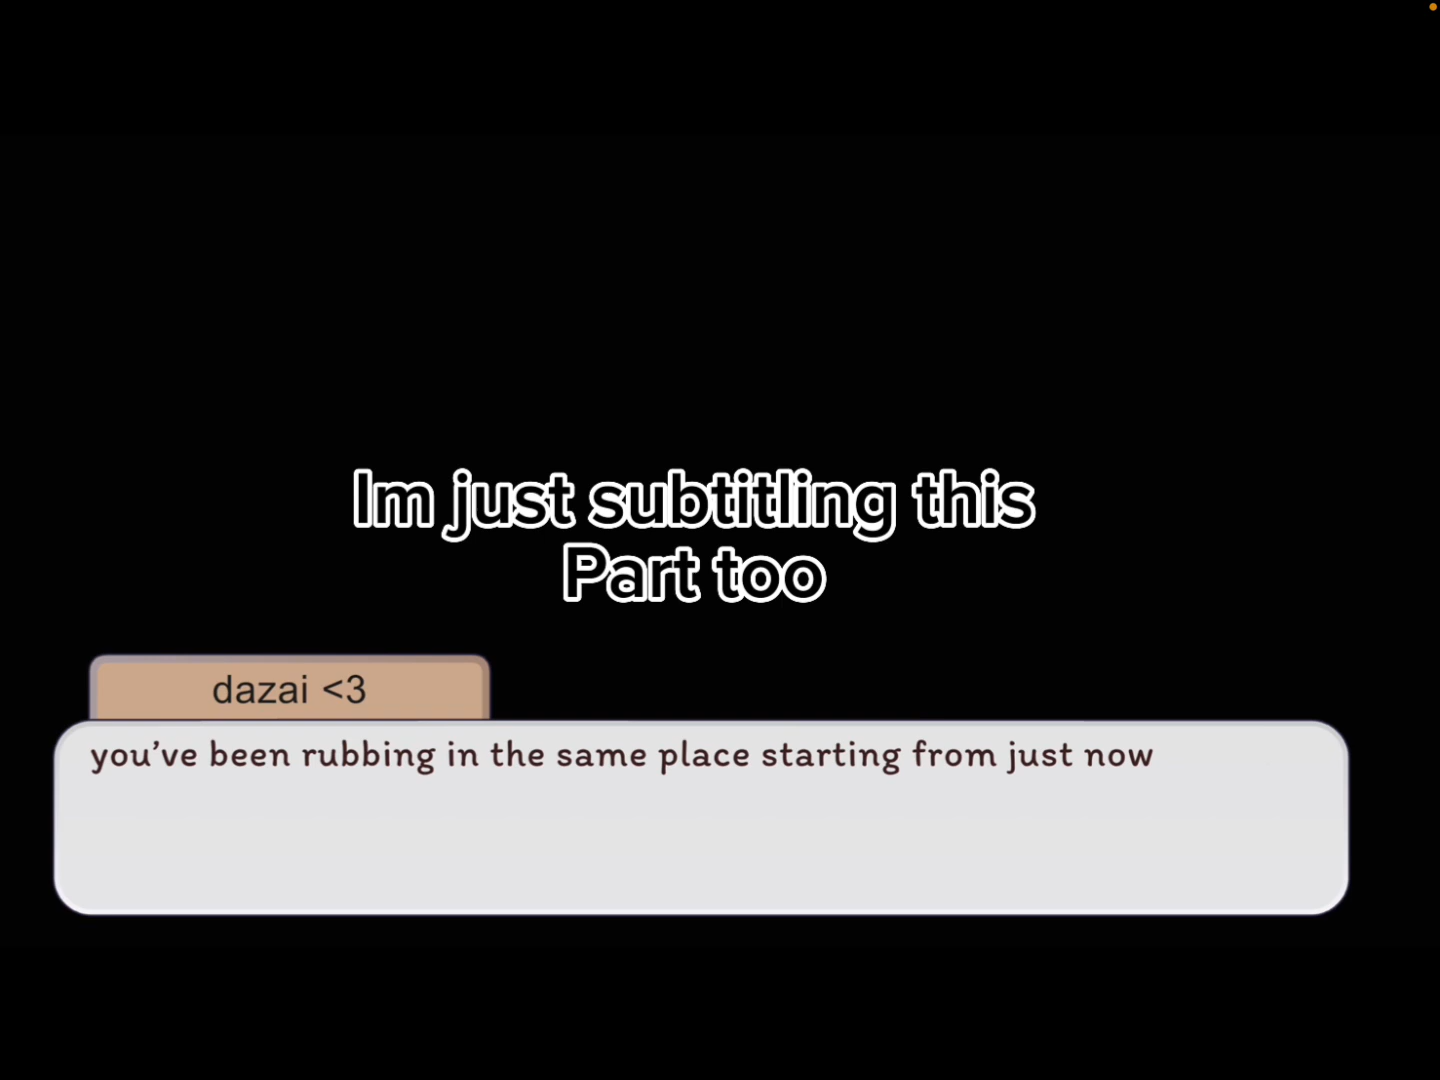 Im just subtitling this
Part too
dazai <3
you’ve been rubbing in the same place starting from just now